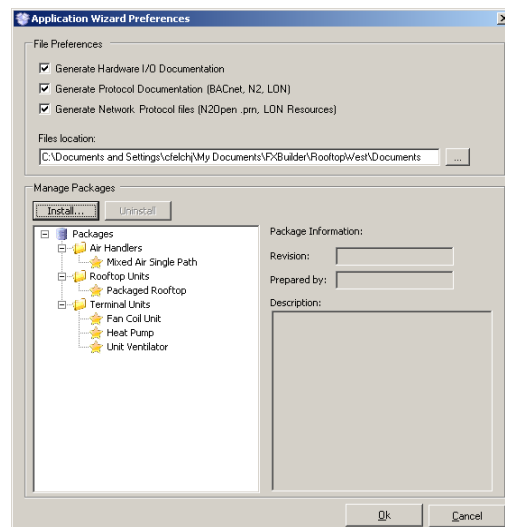 Application Wizard Preferences
File Preferences
Generate Hardware I/O Documentation
Generate Protocol Documentation (BACnet, N2, LON)
Generate Network Protocol files (N2Open .prn, LON Resources)
Files location:
C:\Documents and Settings\cfelchj\My Documents\FXBuilder\RooftopWest\Documents
...
Manage Packages
Install...
Uninstall
Packages
Air Handlers
Mixed Air Single Path
Rooftop Units
Packaged Rooftop
Terminal Units
Fan Coil Unit
Heat Pump
Unit Ventilator
Package Information:
Revision:
Prepared by:
Description:
Ok
Cancel